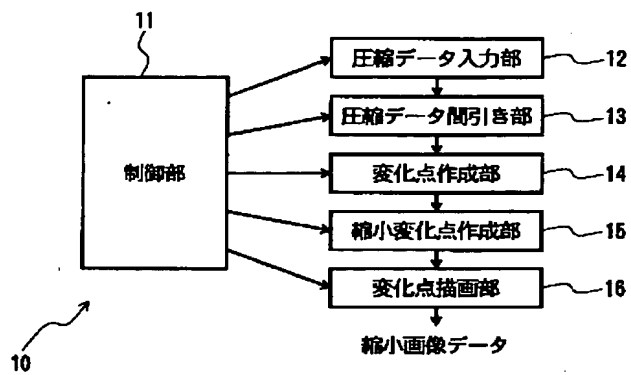 11
圧縮データ入力部
12
圧縮データ間引き部
13
制御部
変化点作成部
14
縮小変化点作成部
15
変化点描画部
16
縮小画像データ
10